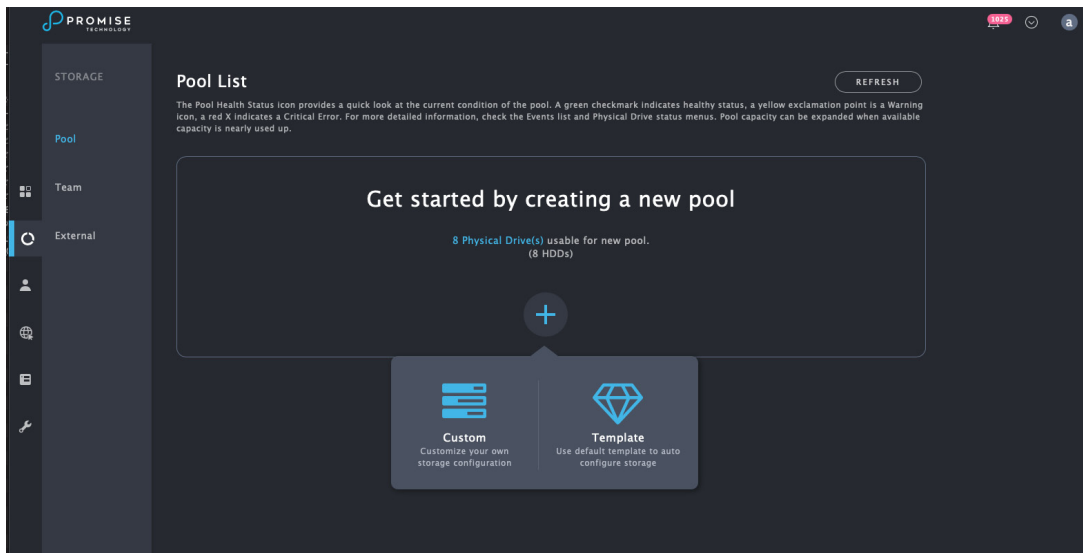 PROMISE
TECHNOLOGY
1025
a
STORAGE
Pool
Team
External
Pool List
REFRESH
The Pool Health Status icon provides a quick look at the current condition of the pool. A green checkmark indicates healthy status, a yellow exclamation point is a Warning
icon, a red X indicates a Critical Error. For more detailed information, check the Events list and Physical Drive status menus. Pool capacity can be expanded when available
capacity is nearly used up.
Get started by creating a new pool
8 Physical Drive(s) usable for new pool.
(8 HDDs)
Custom
Customize your own
storage configuration
Template
Use default template to auto
configure storage